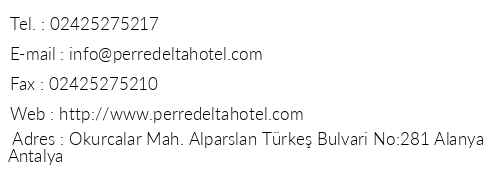 Tel. : 02425275217
E-mail : info@perredeltahotel.com
Fax : 02425275210
Web : http://www.perredeltahotel.com
Adres : Okurcalar Mah. Alparslan Türkeş Bulvari No:281 Alanya
Antalya